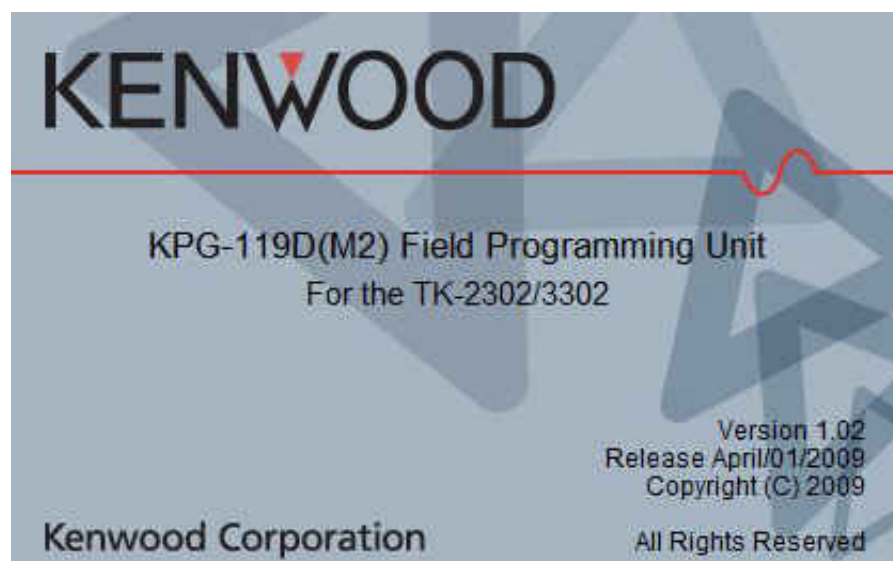 KENWOOD
KPG-119D(M2) Field Programming Unit
For the TK-2302/3302
Version 1.02
Release April/01/2009
Copyright (C) 2009
Kenwood Corporation
All Rights Reserved